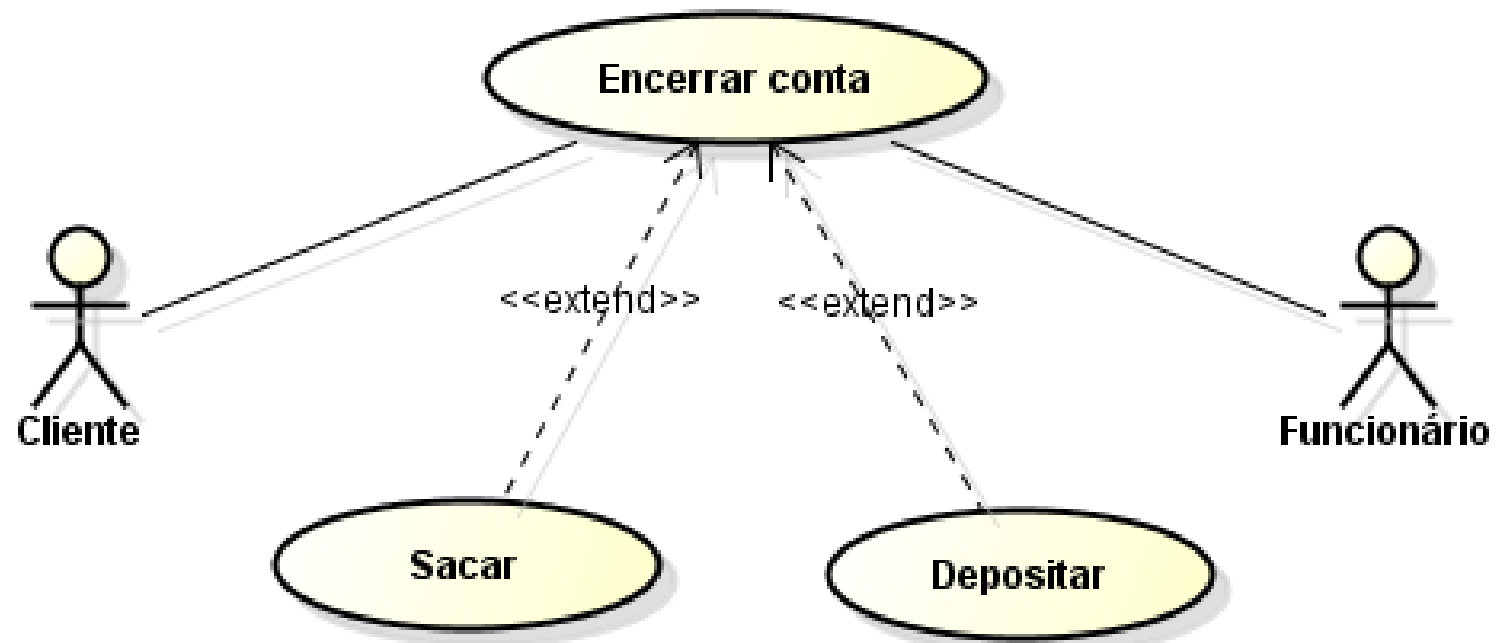 Encerrar conta
<<extend>>
<<extend>>
Cliente
Funcionário
Sacar
Depositar